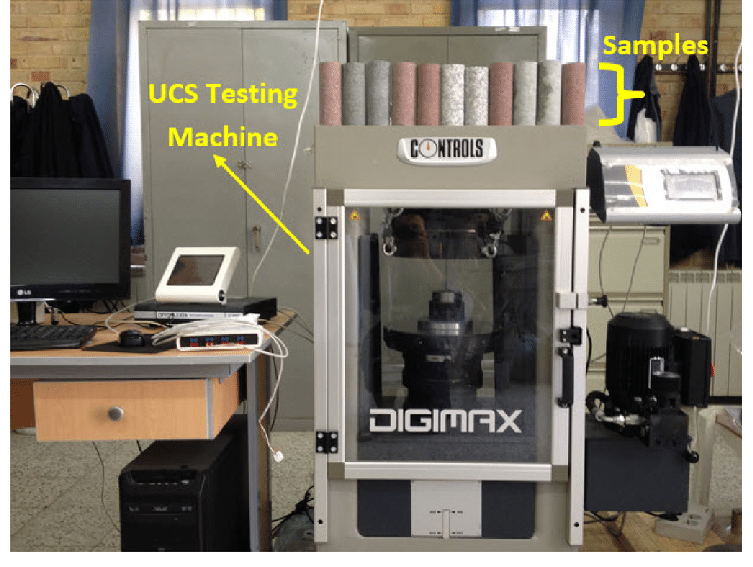 Samples
UCS Testing
Machine
CONTROLS
LG
DIGIMAX